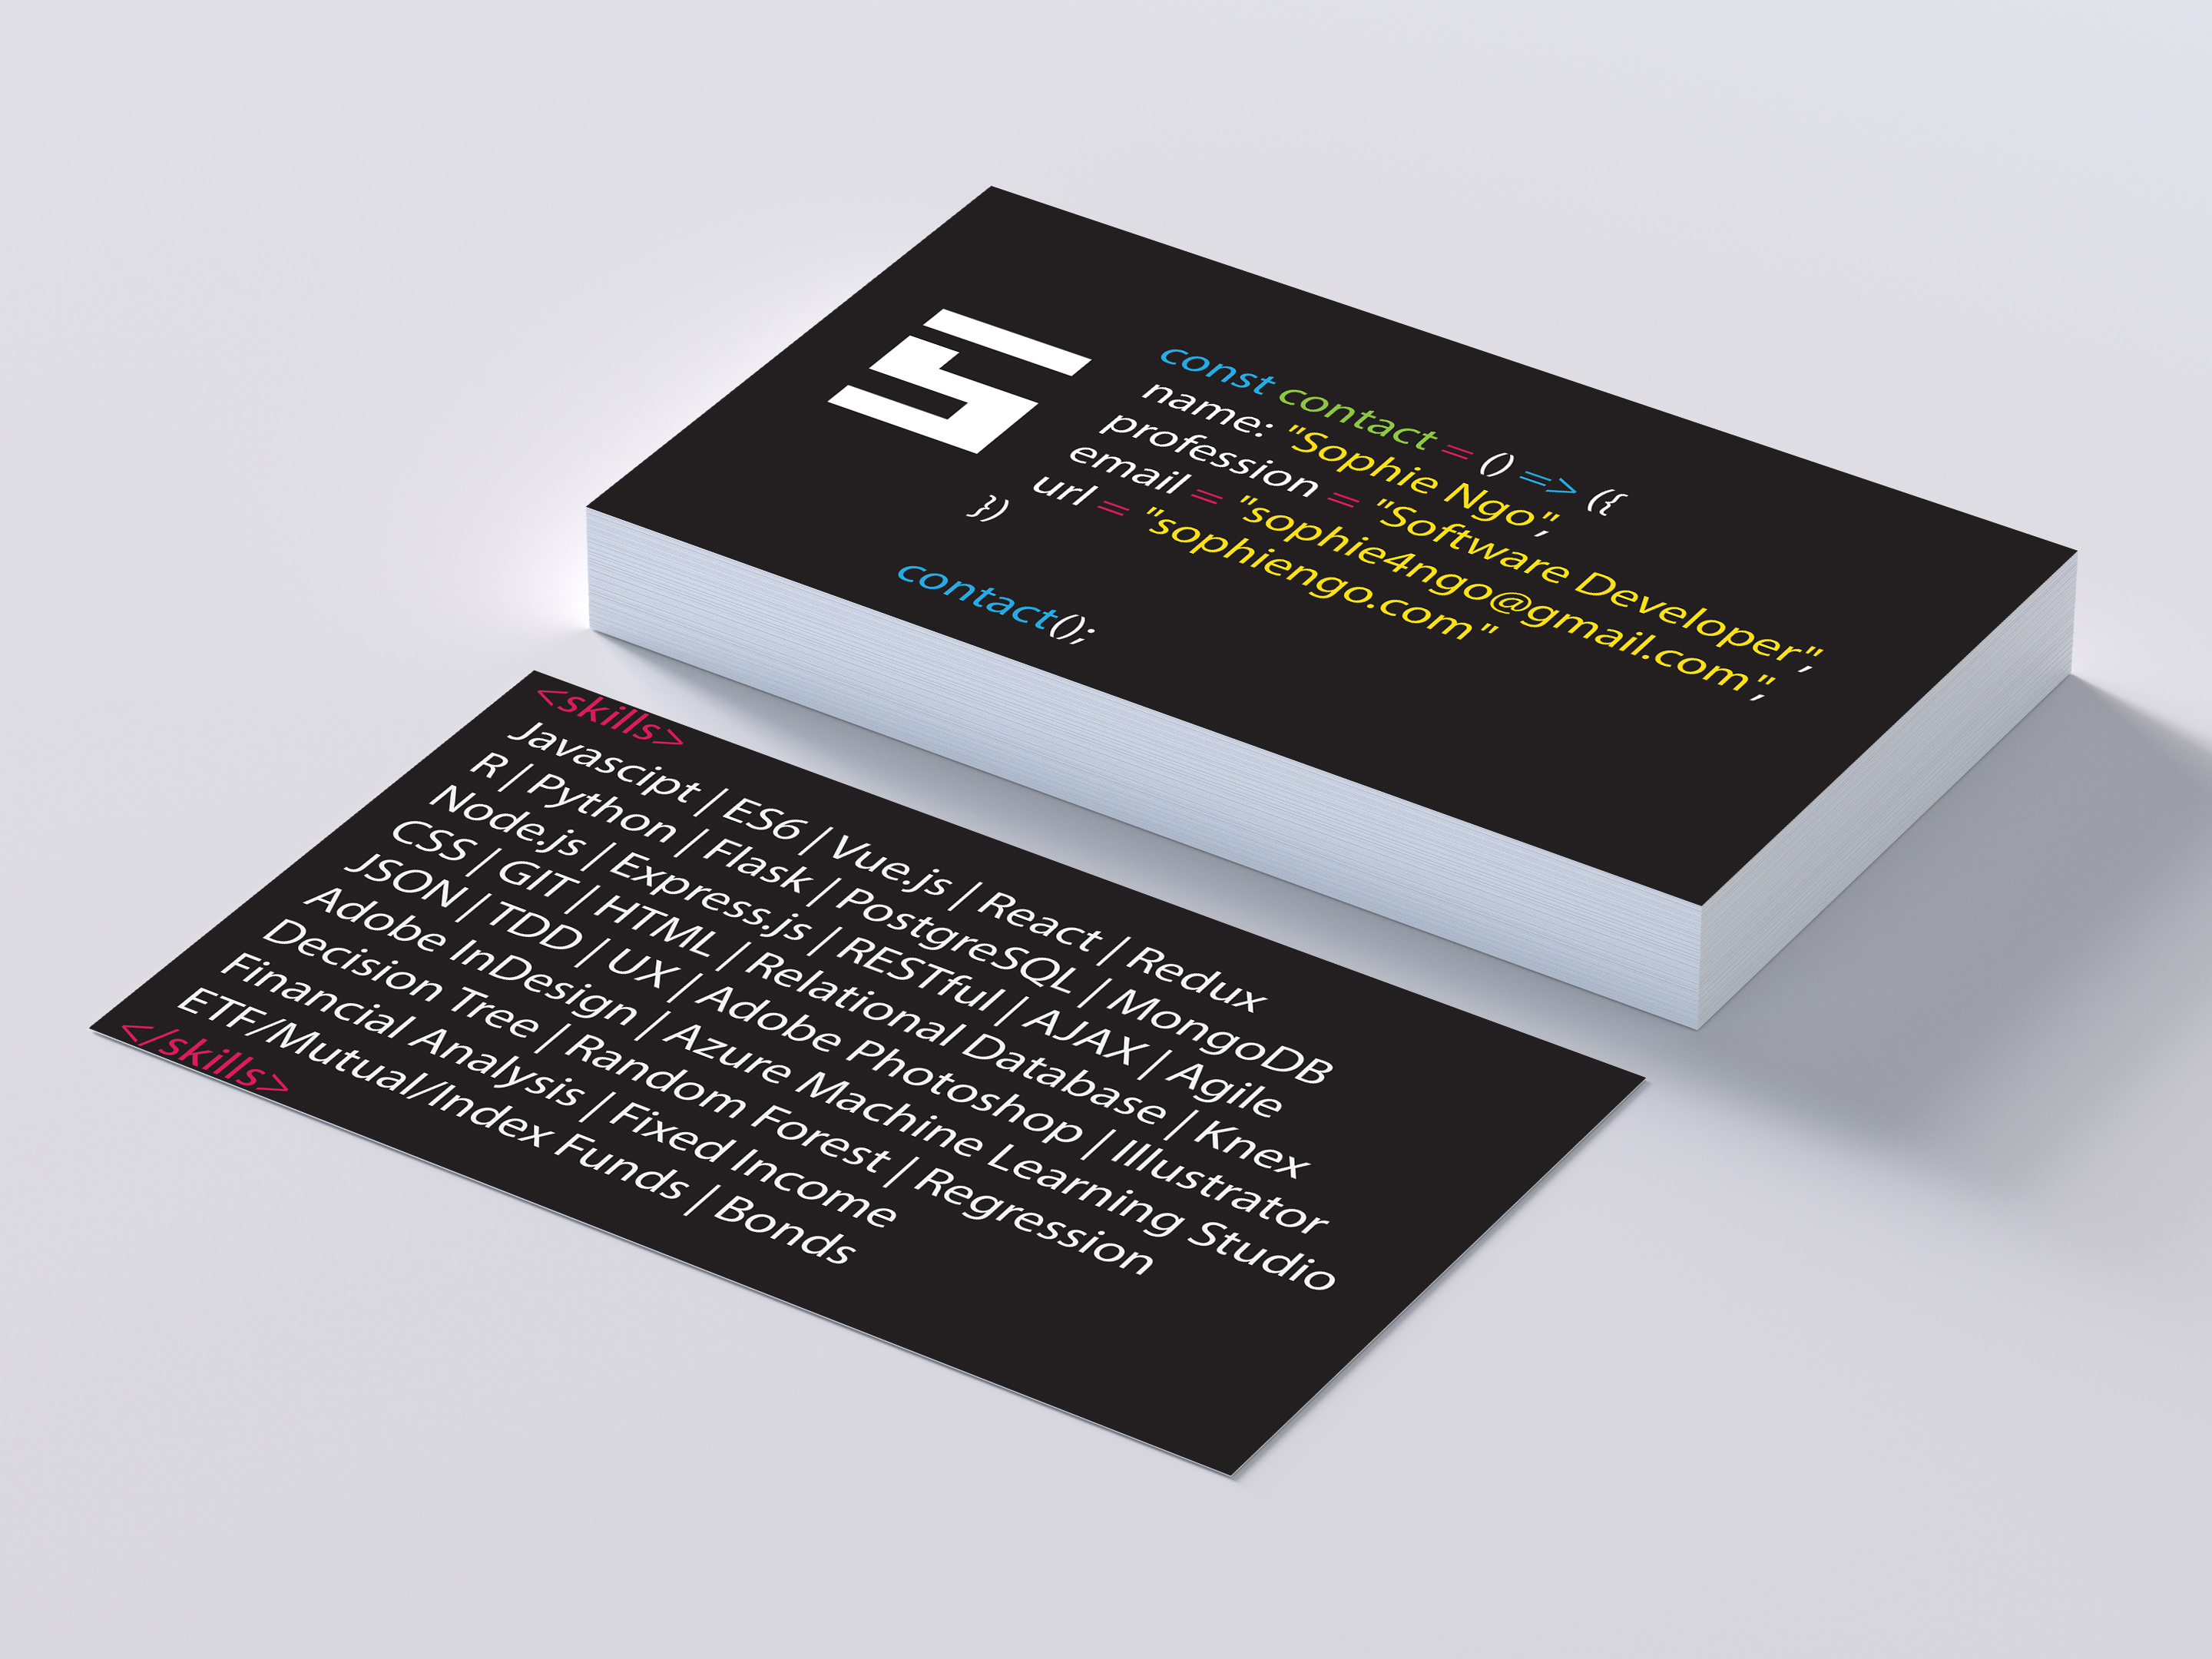 S
const contact = () => ({
name: "Sophie Ngo",
profession = "Software Developer",
email = "sophie4ngo@gmail.com",
url = "sophiengo.com"
})
contact();
<skills>
Javascipt | ES6 | Vue.js | React | Redux
R | Python | Flask | PostgreSQL | MongoDB
Node.js | Express.js | RESTful | AJAX | Agile
CSS | GIT | HTML | Relational Database | Knex
JSON | TDD | UX | Adobe Photoshop | Illustrator
Adobe InDesign | Azure Machine Learning Studio
Decision Tree | Random Forest | Regression
Financial Analysis | Fixed Income
ETF/Mutual/Index Funds | Bonds
</skills>